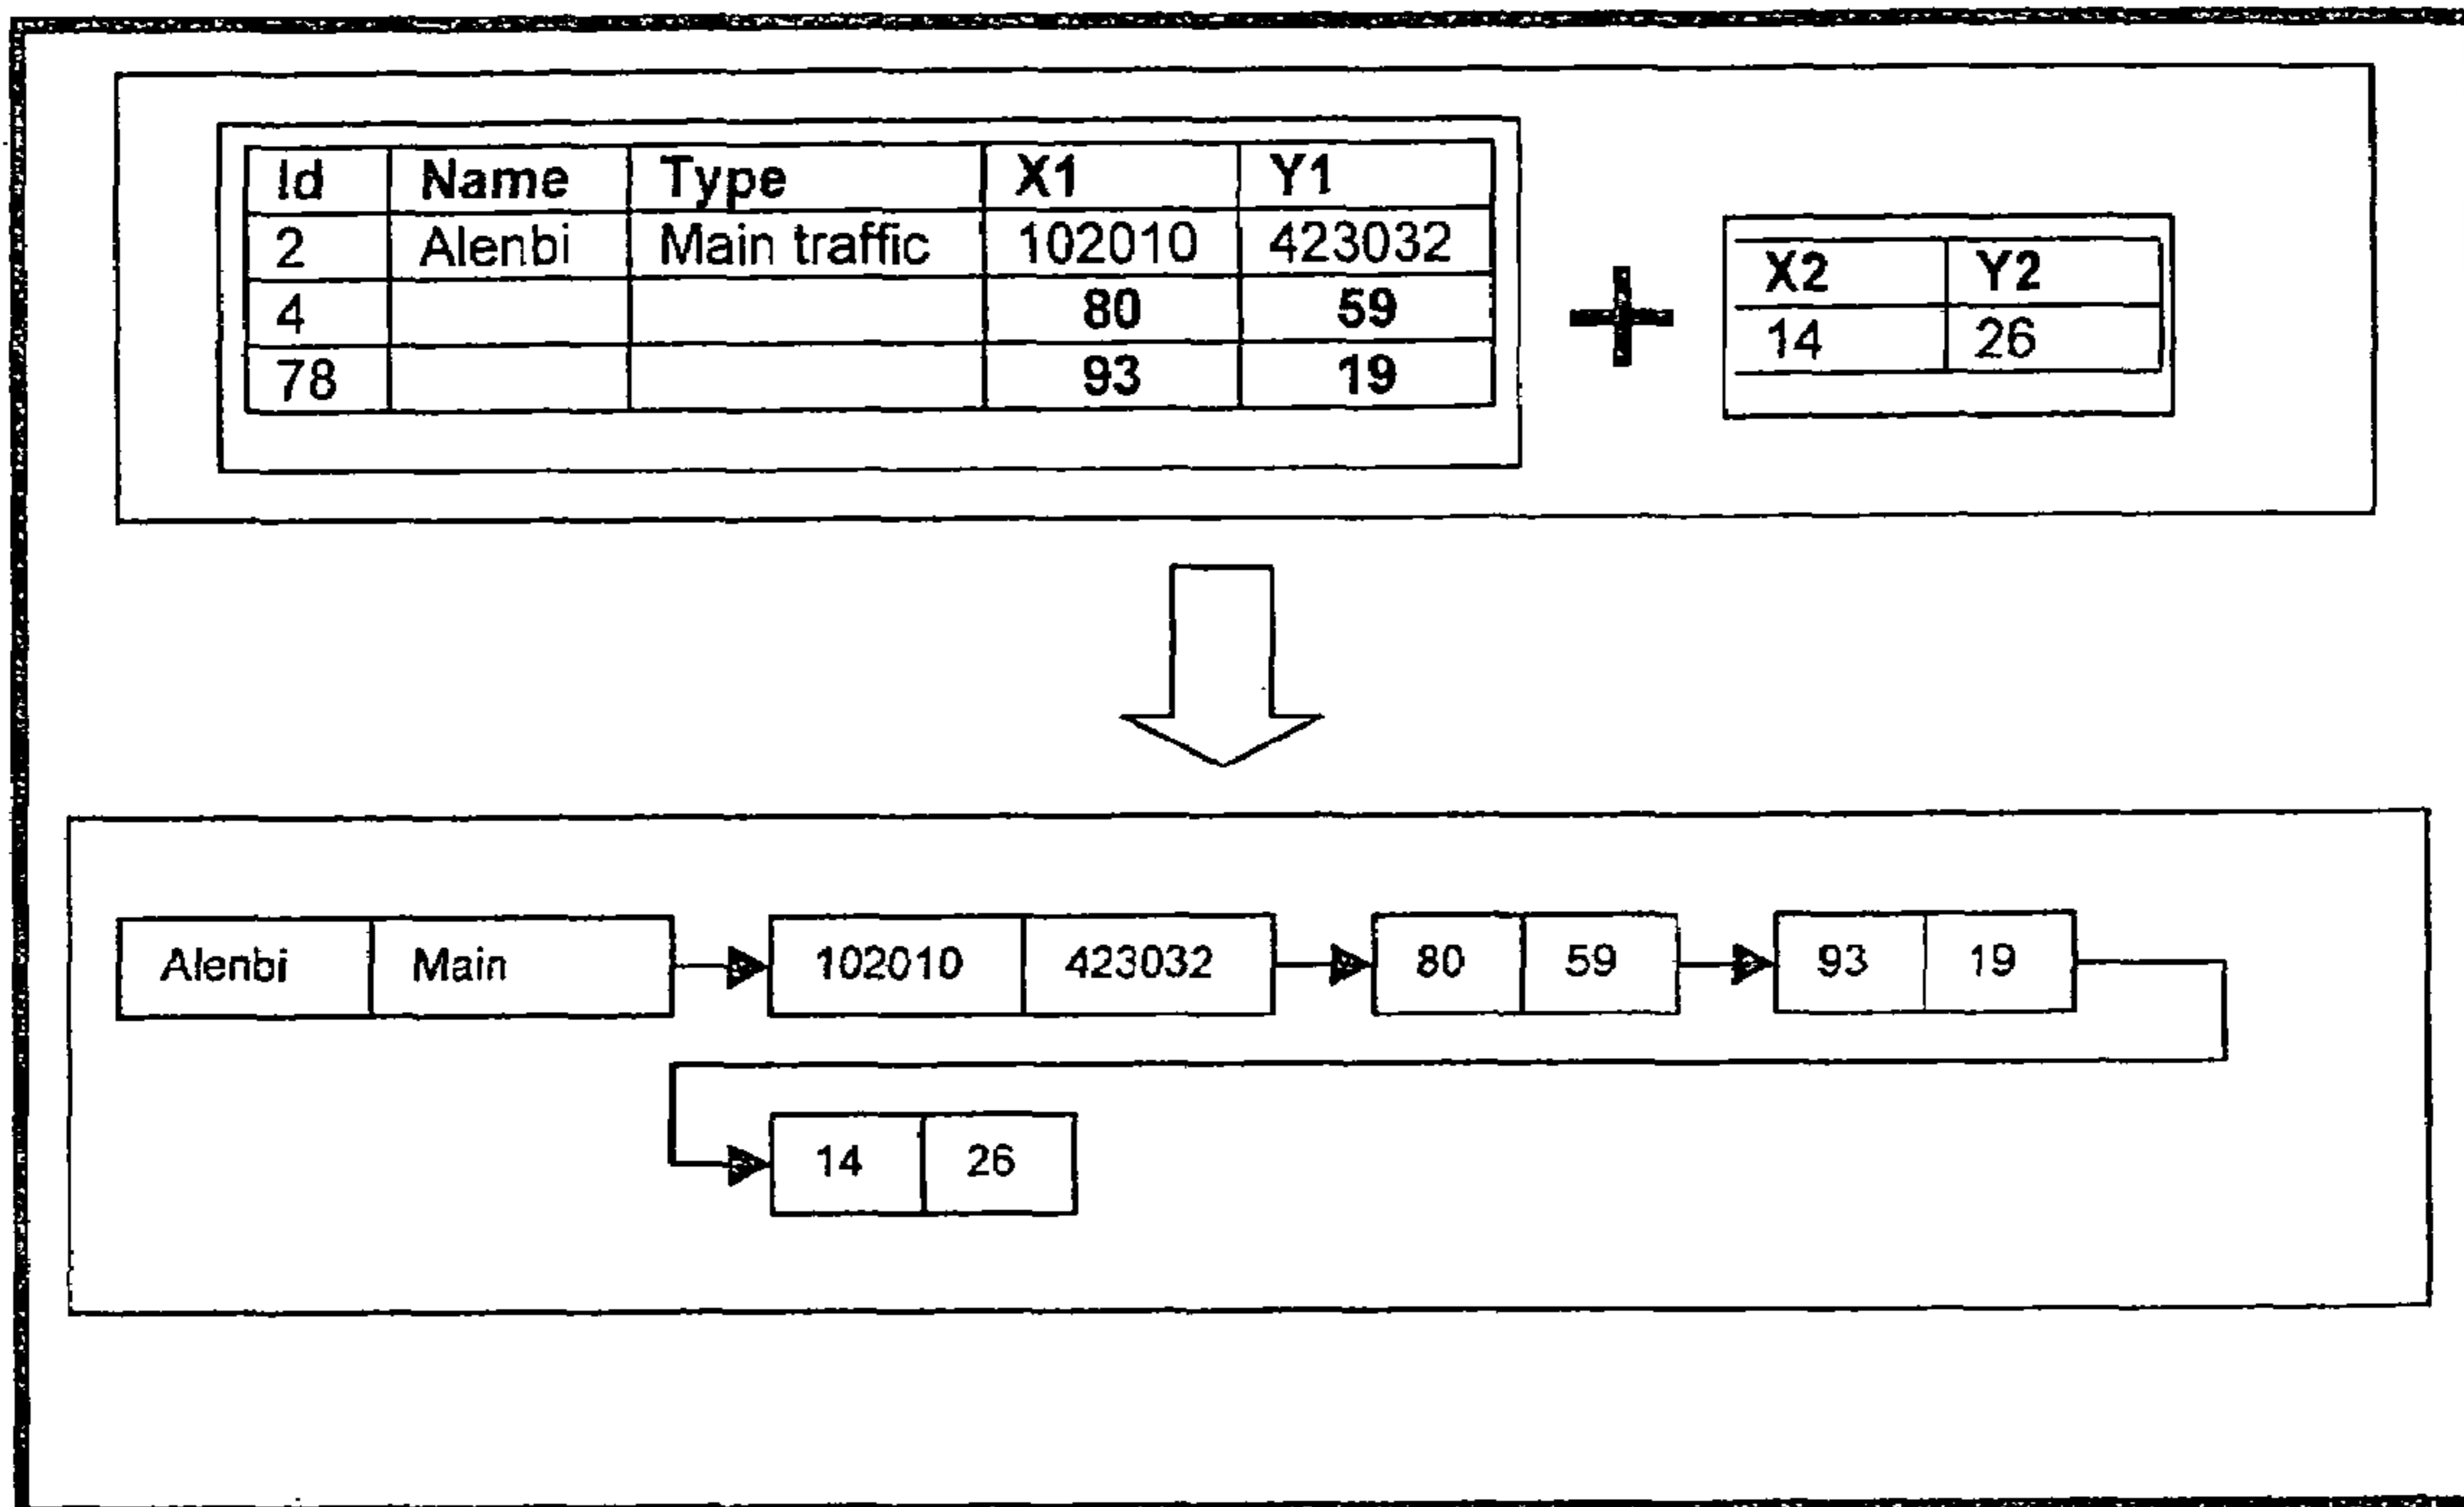 Id Name Type X1 Y1
2 Alenbi Main traffic 102010 423032
4 80 59
78 93 19
X2 Y2
14 26
Alenbi Main 102010 423032 80 59 93 19
14 26